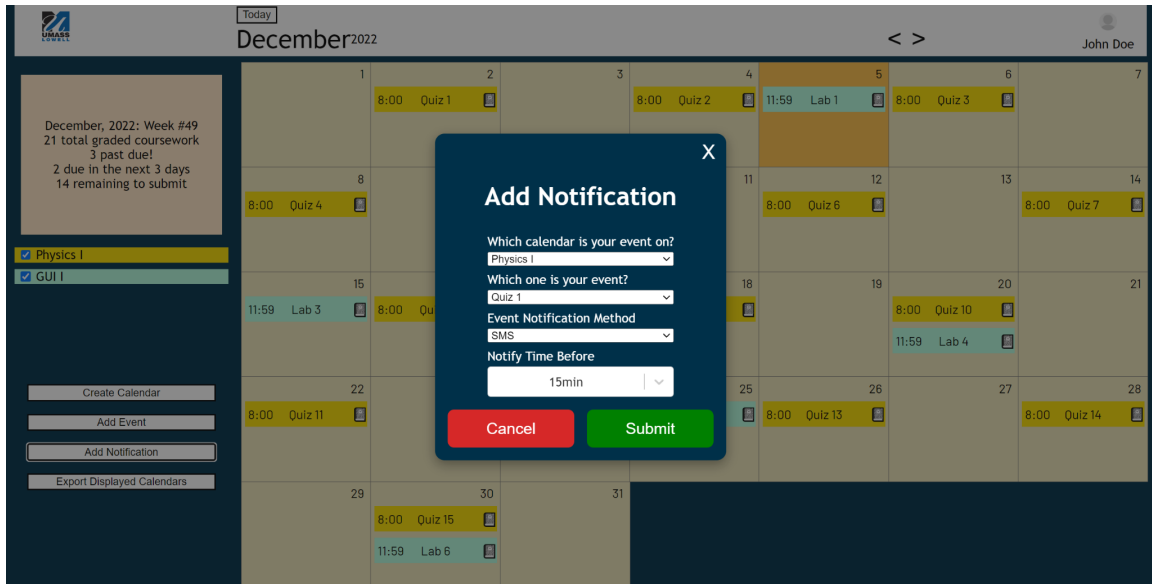 UMASS
LOWELL
Today
December2022
< >
John Doe
December, 2022: Week #49
21 total graded coursework
3 past due!
2 due in the next 3 days
14 remaining to submit
Physics I
GUI I
Create Calendar
Add Event
Add Notification
Export Displayed Calendars
1 2 3 4 5 6 7
8:00 Quiz 1
8:00 Quiz 2
11:59 Lab 1
8:00 Quiz 3
8 11 12 13 14
8:00 Quiz 4
8:00 Quiz 6
8:00 Quiz 7
15 18 19 20 21
11:59 Lab 3
8:00 Qu
8:00 Quiz 10
11:59 Lab 4
22 25 26 27 28
8:00 Quiz 11
8:00 Quiz 13
8:00 Quiz 14
29 30 31
8:00 Quiz 15
11:59 Lab 6
X
Add Notification
Which calendar is your event on?
Physics I
Which one is your event?
Quiz 1
Event Notification Method
SMS
Notify Time Before
15min
Cancel
Submit